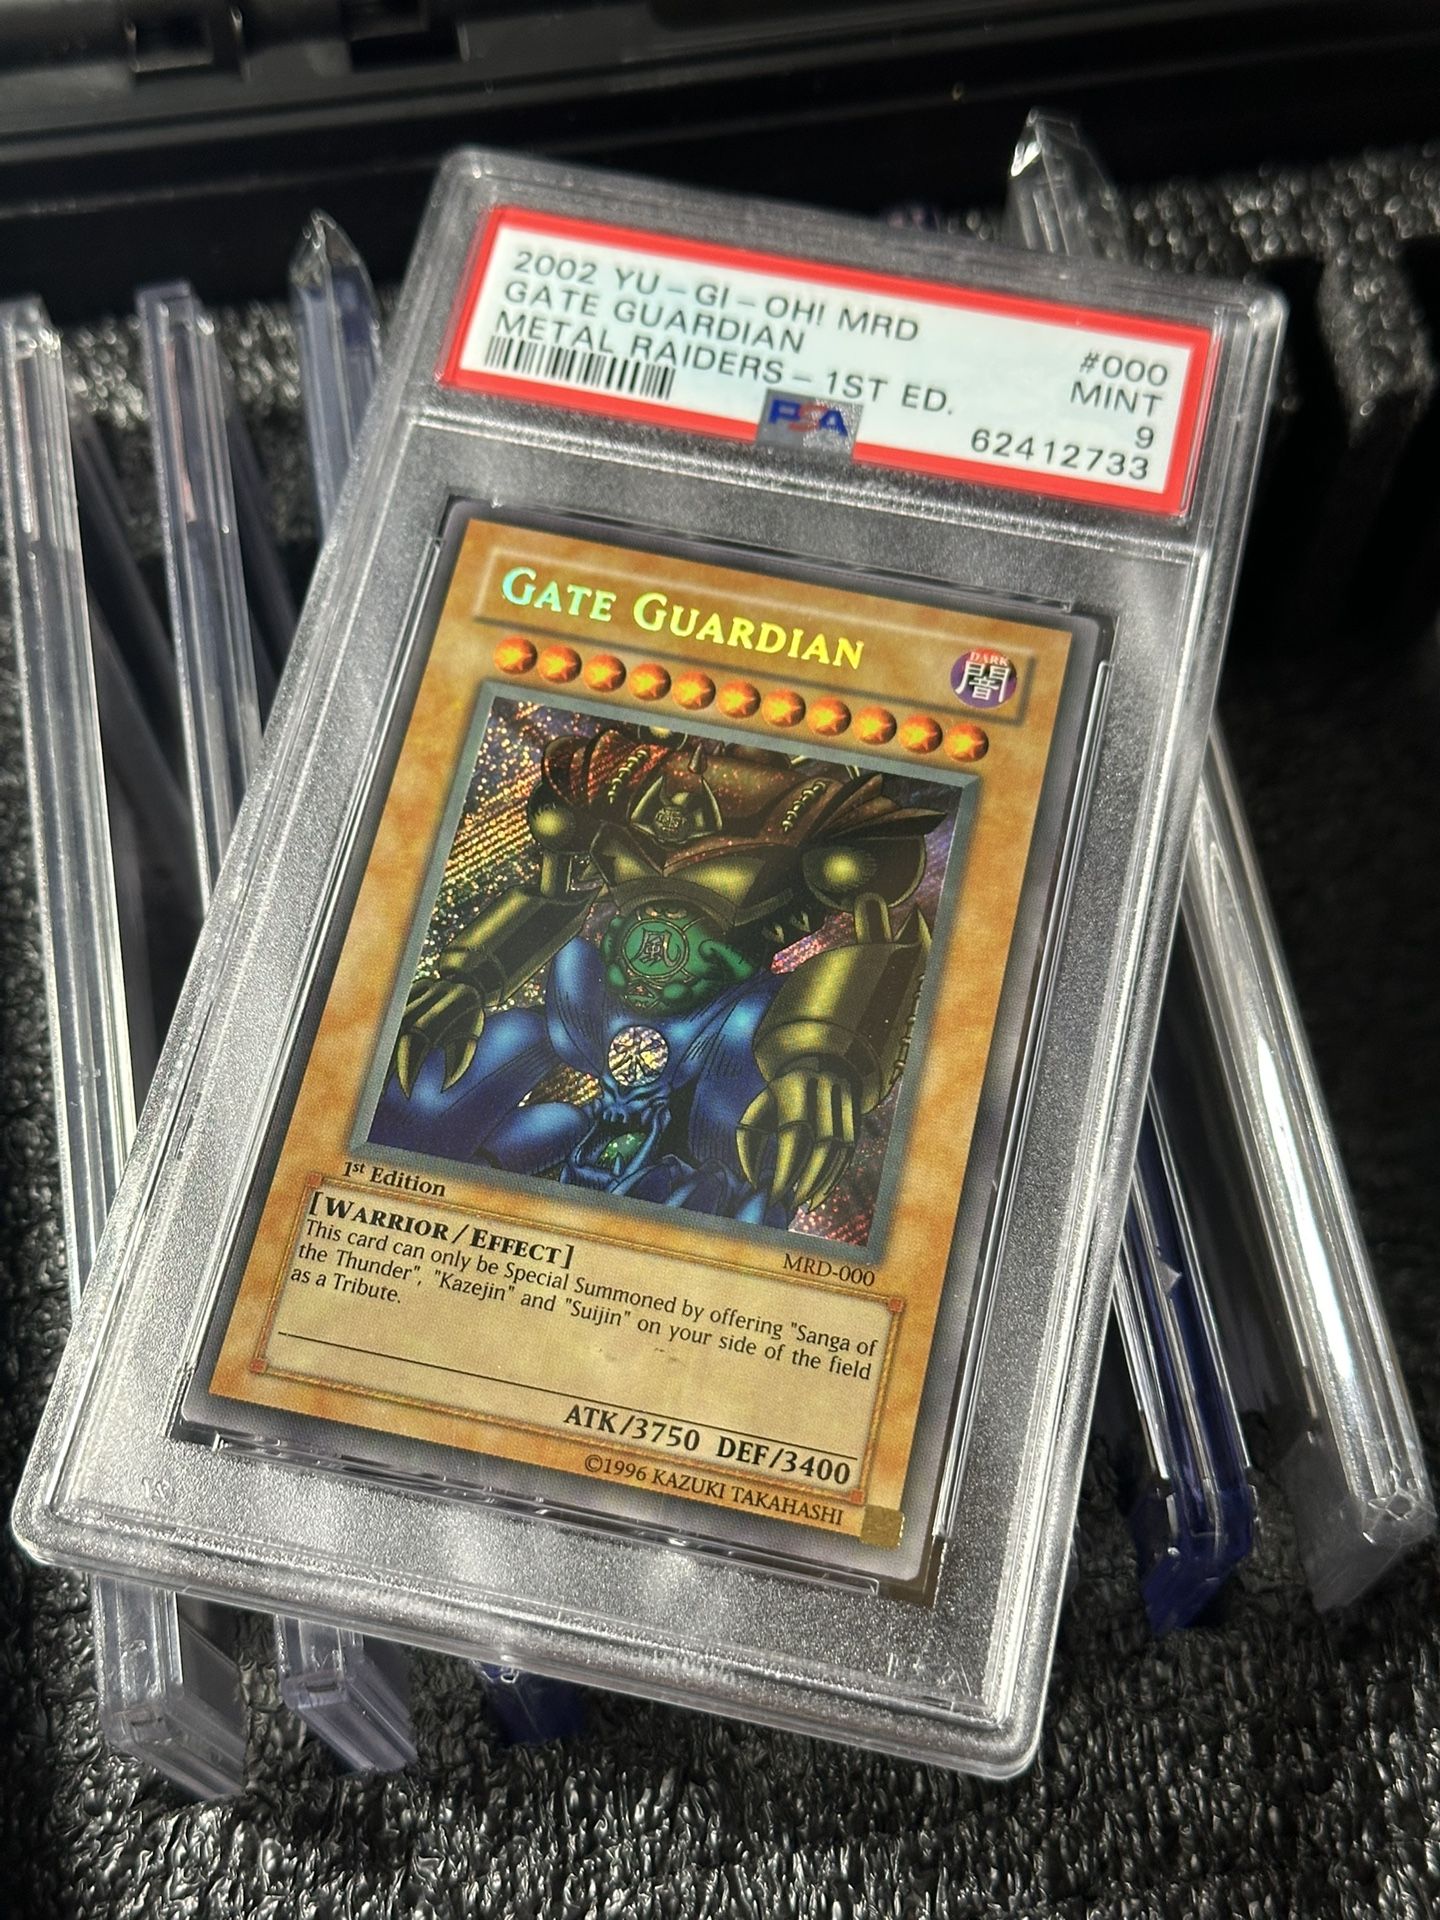 2002 YU-GI-OH! MRD #000
GATE GUARDIAN MINT
METAL RAIDERS-1ST ED. 9
PSA
62412733
GATE GUARDIAN
DARK
闇
風
1st Edition
MRD-000
[WARRIOR/EFFECT]
This card can only be Special Summoned by offering "Sanga of
the Thunder", "Kazejin" and "Suijin" on your side of the field
as a Tribute.
ATK/3750 DEF/3400
©1996 KAZUKI TAKAHASHI